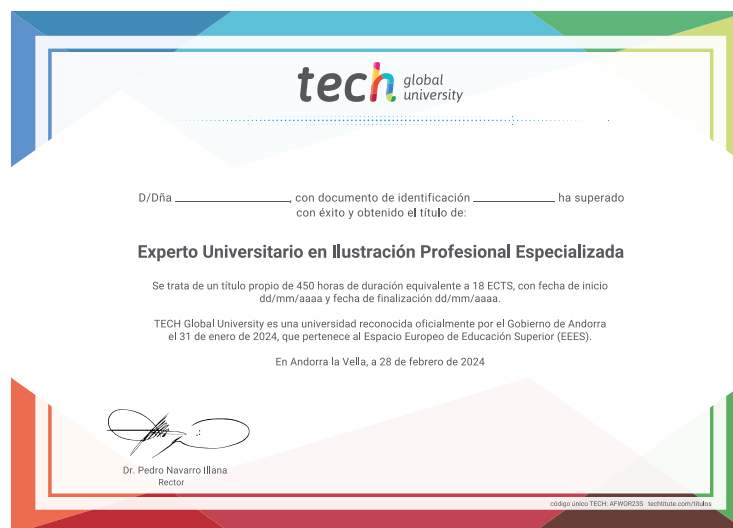 tech global
university
D/Dña ______________, con documento de identificación __________ ha superado
con éxito y obtenido el título de:
Experto Universitario en Ilustración Profesional Especializada
Se trata de un título propio de 450 horas de duración equivalente a 18 ECTS, con fecha de inicio
dd/mm/aaaa y fecha de finalización dd/mm/aaaa.
TECH Global University es una universidad reconocida oficialmente por el Gobierno de Andorra
el 31 de enero de 2024, que pertenece al Espacio Europeo de Educación Superior (EEES).
En Andorra la Vella, a 28 de febrero de 2024
Dr. Pedro Navarro Illana
Rector
código único TECH: AFWOR23S techtitute.com/titulos